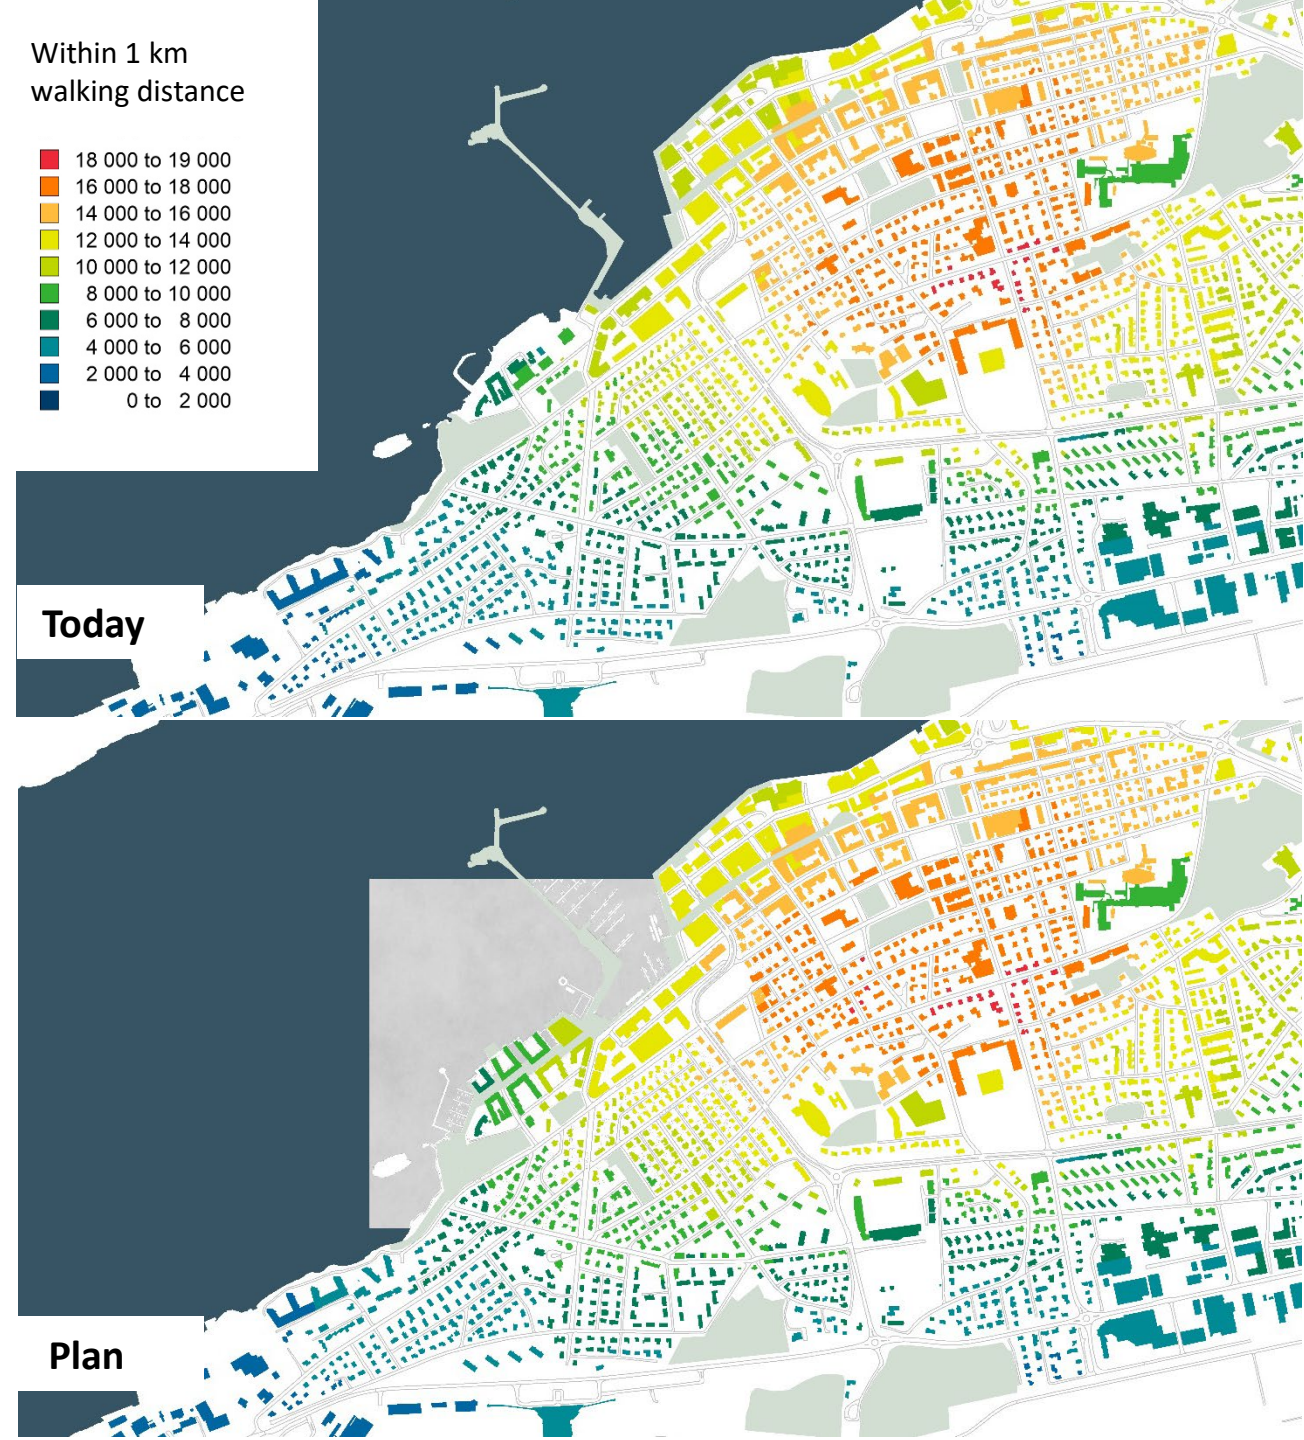 Within 1 km
walking distance
18 000 to 19 000
16 000 to 18 000
14 000 to 16 000
12 000 to 14 000
10 000 to 12 000
8 000 to 10 000
6 000 to 8 000
4 000 to 6 000
2 000 to 4 000
0 to 2 000
Today
Plan